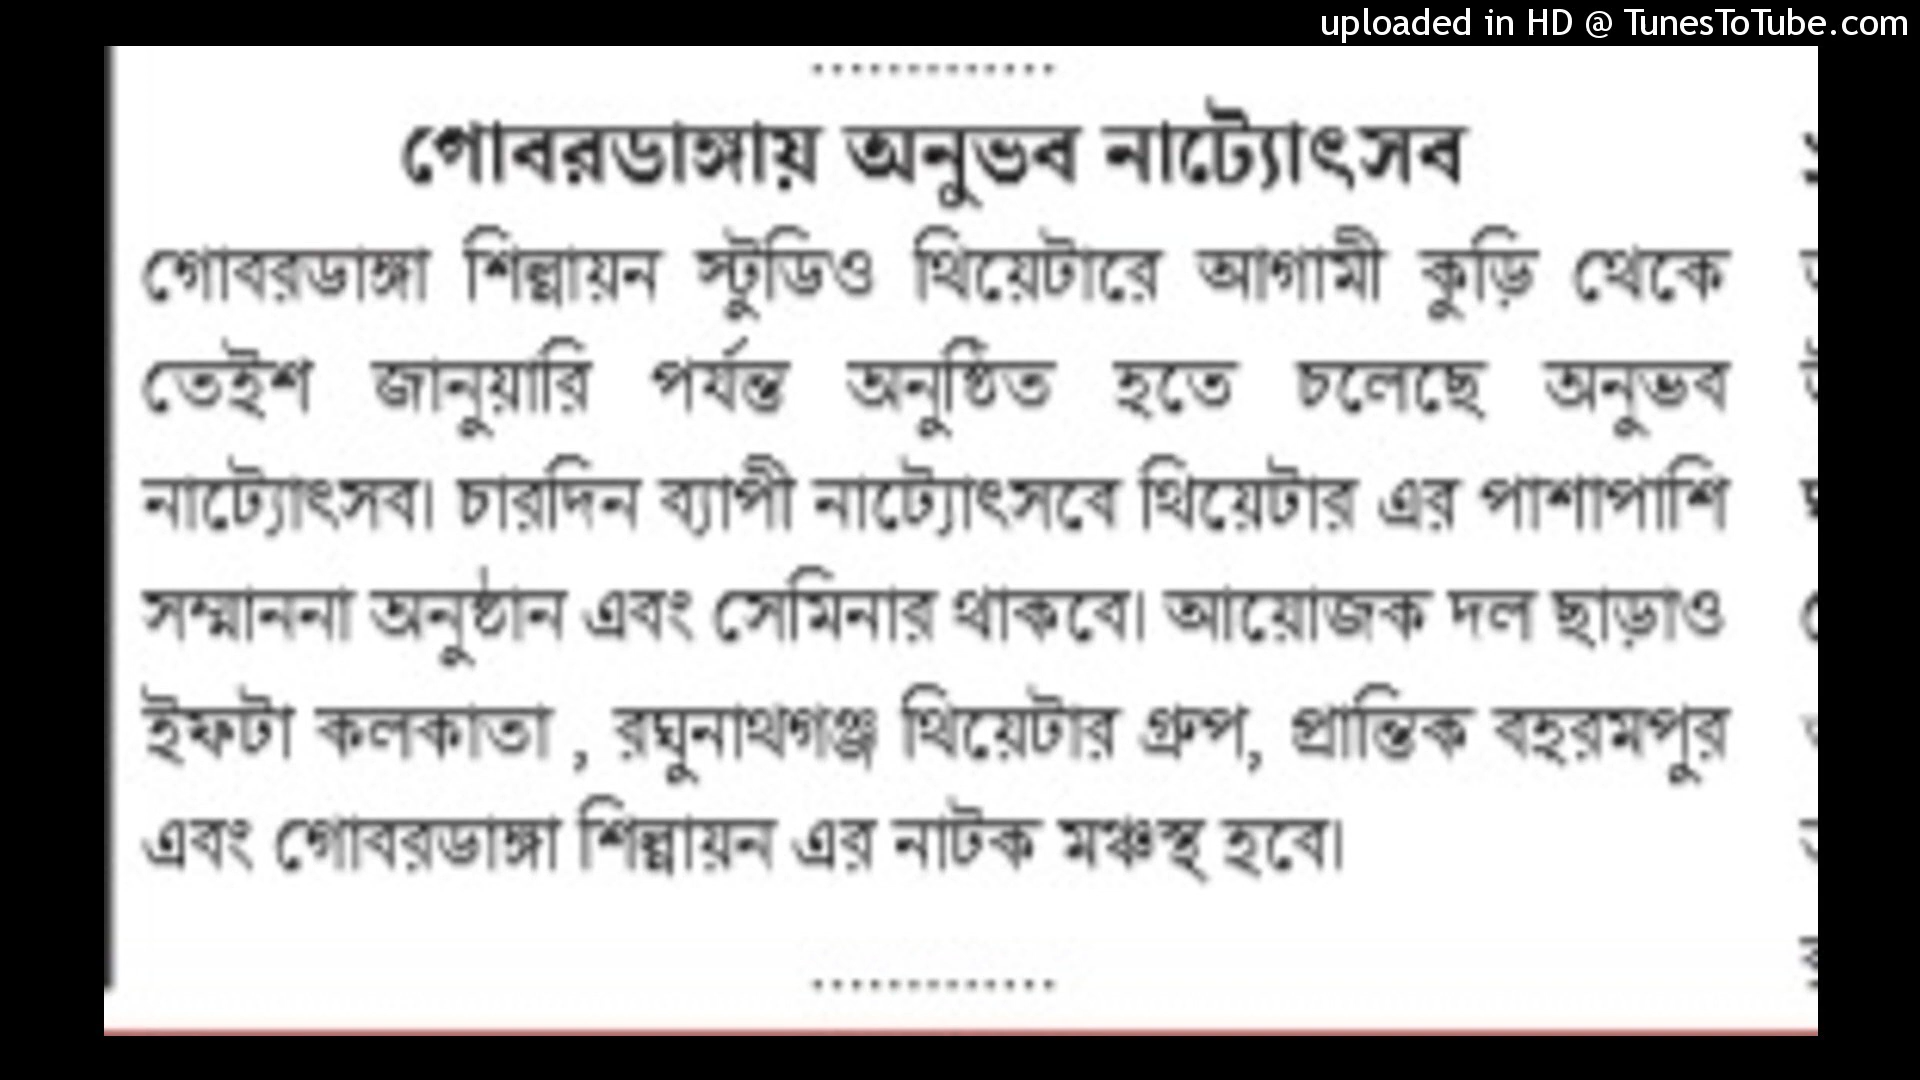 uploaded in HD @ TunesToTube.com
.............
গোবরডাঙ্গায় অনুভব নাট্যোৎসব
গোবরডাঙ্গা শিল্পায়ন স্টুডিও থিয়েটারে আগামী কুড়ি থেকে
তেইশ জানুয়ারি পর্যন্ত অনুষ্ঠিত হতে চলেছে অনুভব
নাট্যোৎসব। চারদিন ব্যাপী নাট্যোৎসবে থিয়েটার এর পাশাপাশি
সম্মাননা অনুষ্ঠান এবং সেমিনার থাকবে। আয়োজক দল ছাড়াও
ইফটা কলকাতা , রঘুনাথগঞ্জ থিয়েটার গ্রুপ, প্রান্তিক বহরমপুর
এবং গোবরডাঙ্গা শিল্পায়ন এর নাটক মঞ্চস্থ হবে।
.............